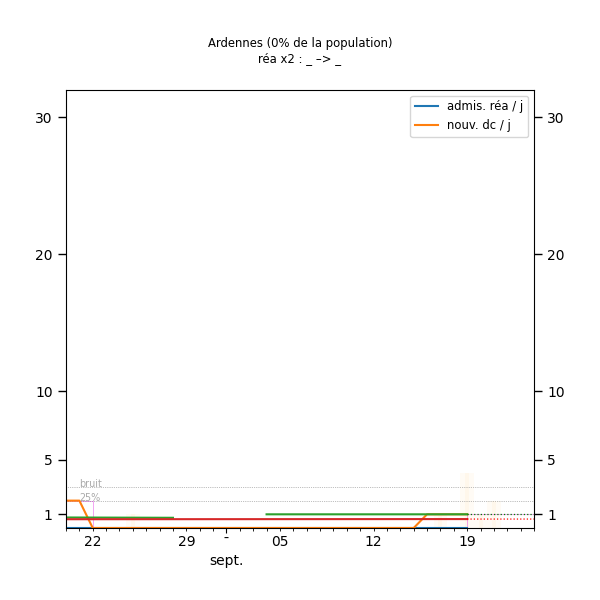 Ardennes (0% de la population)
réa x2 : _ –> _
admis. réa / j
nouv. dc / j
30
30
20
20
10
10
5
5
bruit
25%
1
1
22
29
-
05
12
19
sept.